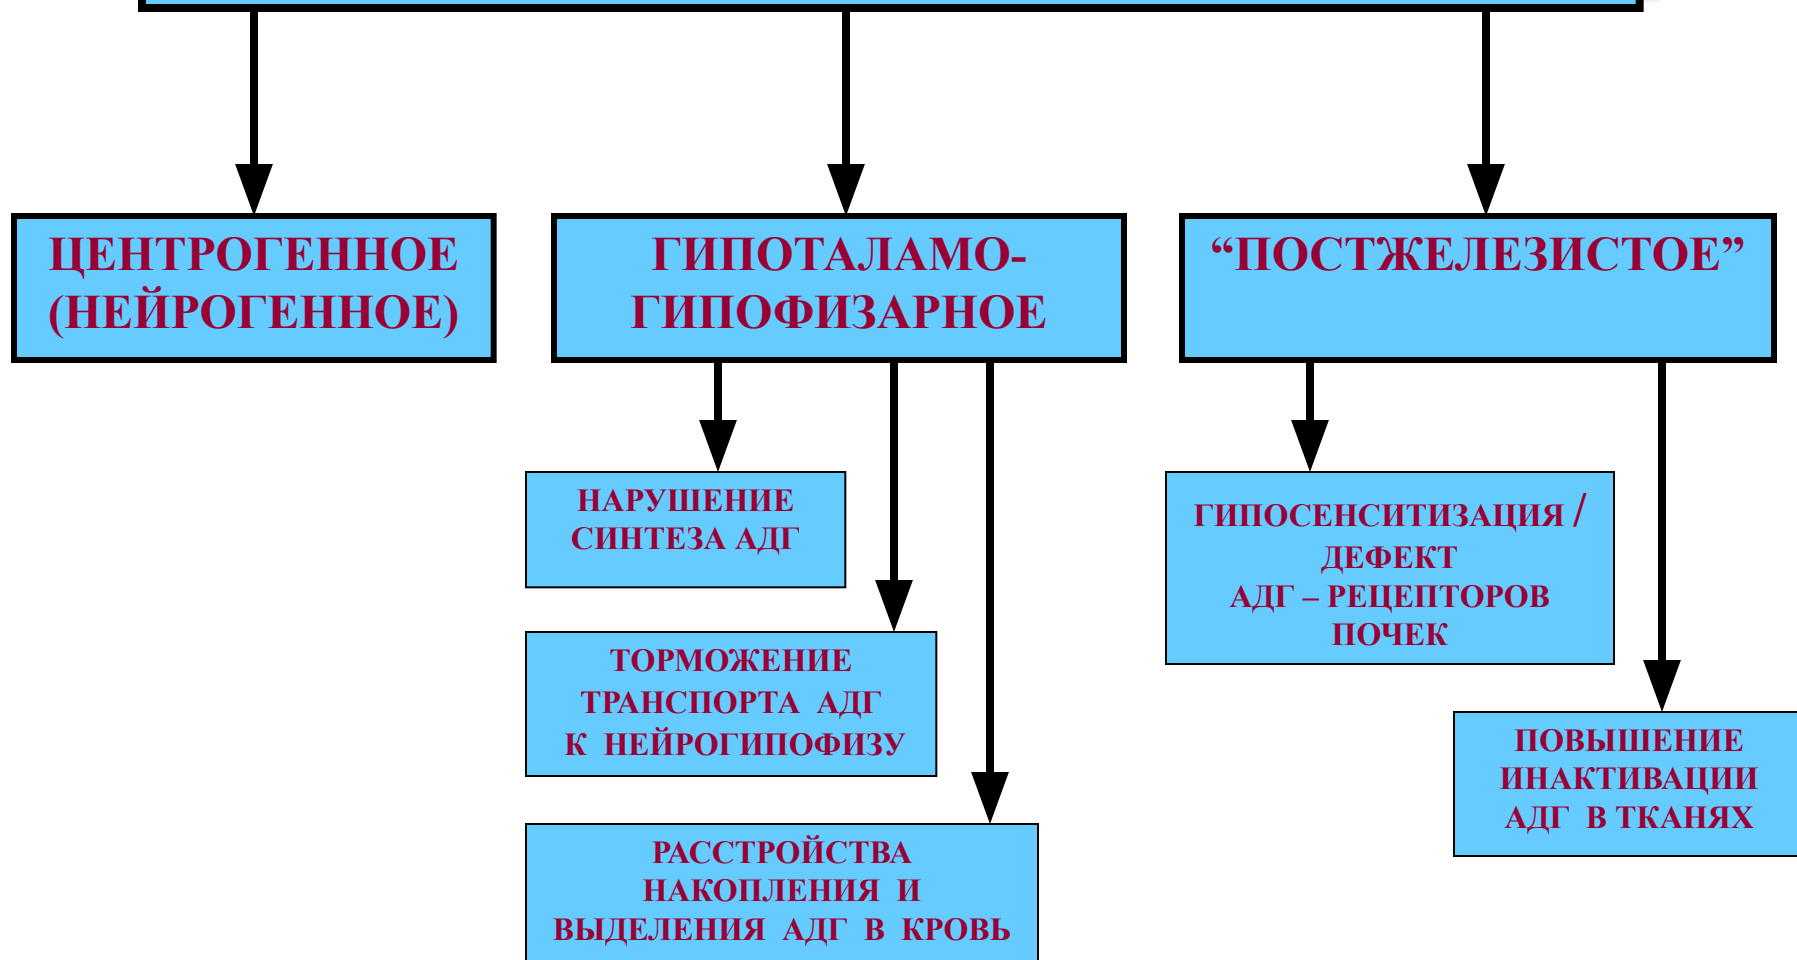 ЦЕНТРОГЕННОЕ
(НЕЙРОГЕННОЕ)
ГИПОТАЛАМО-
ГИПОФИЗАРНОЕ
“ПОСТЖЕЛЕЗИСТОЕ”
НАРУШЕНИЕ
СИНТЕЗА АДГ
ТОРМОЖЕНИЕ
ТРАНСПОРТА АДГ
К НЕЙРОГИПОФИЗУ
РАССТРОЙСТВА
НАКОПЛЕНИЯ И
ВЫДЕЛЕНИЯ АДГ В КРОВЬ
ГИПОСЕНСИТИЗАЦИЯ /
ДЕФЕКТ
АДГ – РЕЦЕПТОРОВ
ПОЧЕК
ПОВЫШЕНИЕ
ИНАКТИВАЦИИ
АДГ В ТКАНЯХ